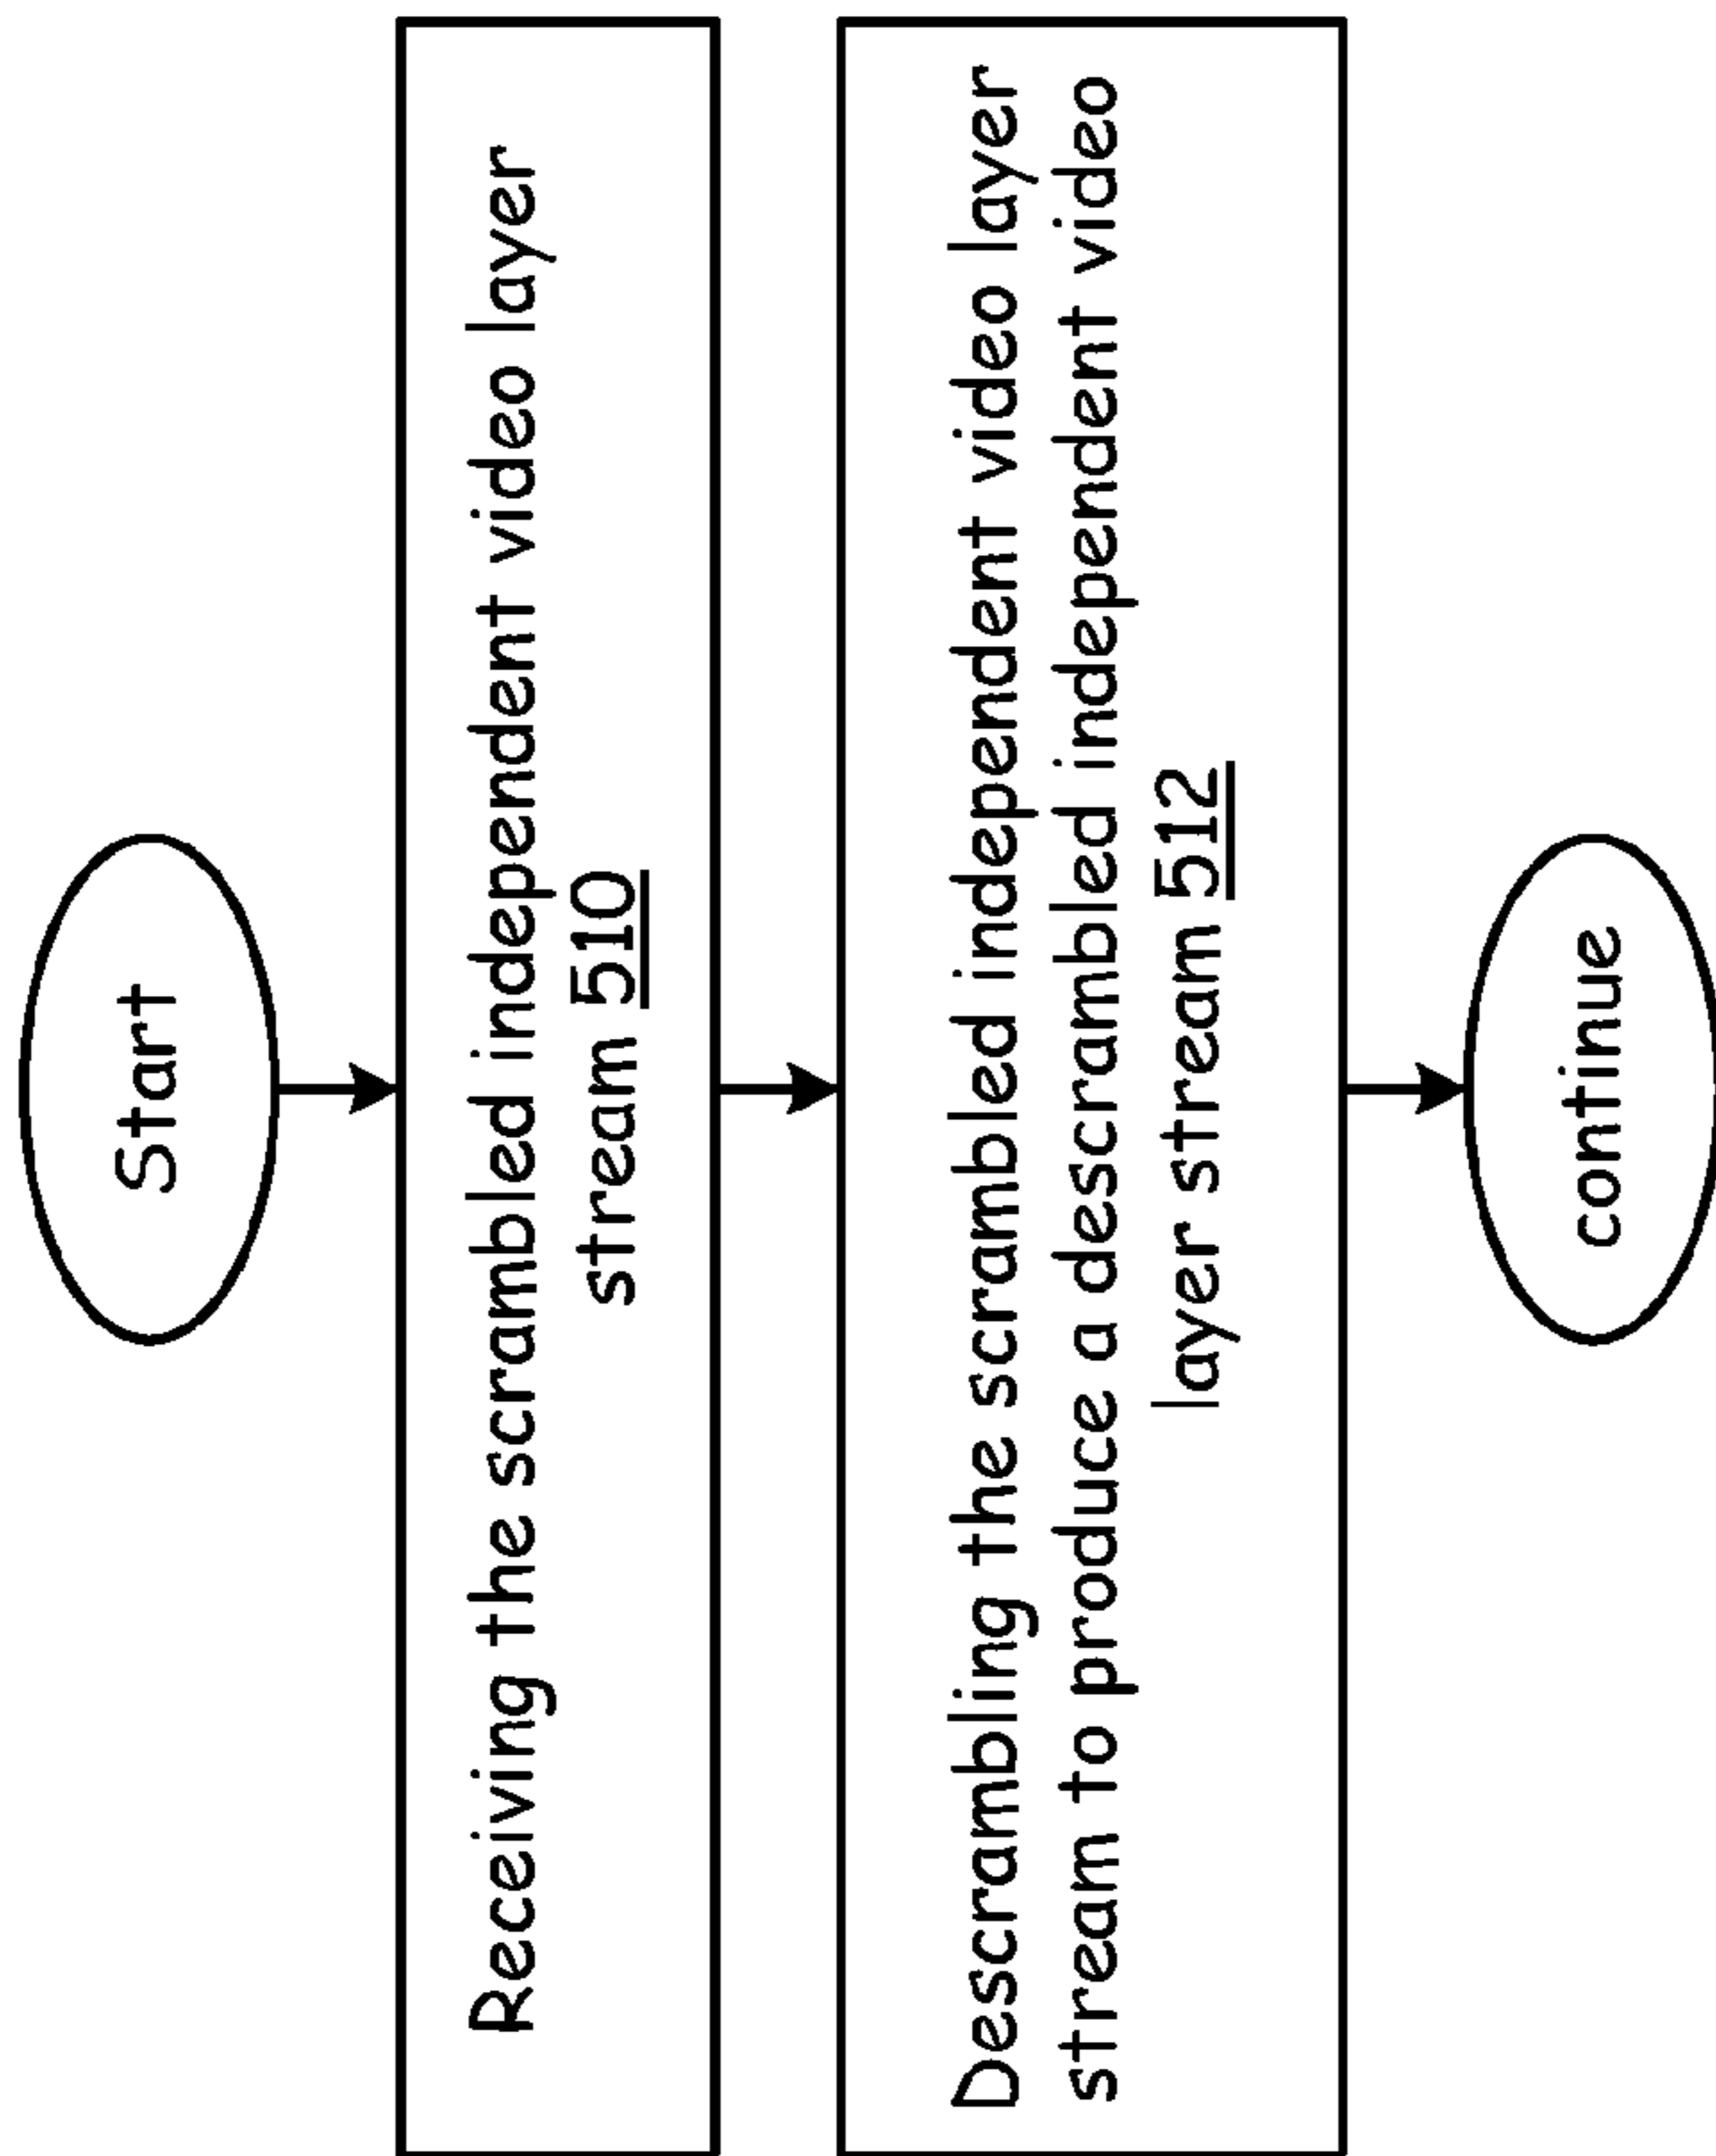 Start
Receiving the scrambled independent video layer
stream 510
Descrambling the scrambled independent video layer
stream to produce a descrambled independent video
layer stream 512
continue